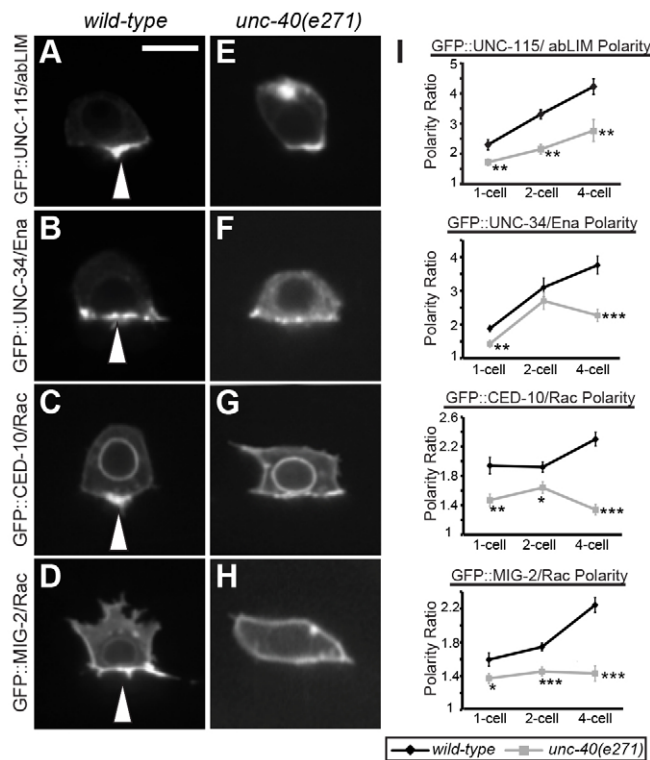 wild-type unc-40(e271)
GFP::UNC-115/abLIM
A
E
GFP::UNC-34/Ena
B
F
GFP::CED-10/Rac
C
G
GFP::MIG-2/Rac
D
H
I
GFP::UNC-115/ abLIM Polarity
Polarity Ratio
5
4
3
2
1
**
**
**
1-cell 2-cell 4-cell
GFP::UNC-34/Ena Polarity
Polarity Ratio
4
3
2
1
**
***
1-cell 2-cell 4-cell
GFP::CED-10/Rac Polarity
Polarity Ratio
2.6
2.2
1.8
1.4
1
**
*
***
1-cell 2-cell 4-cell
GFP::MIG-2/Rac Polarity
Polarity Ratio
2.2
1.8
1.4
1
*
***
***
1-cell 2-cell 4-cell
wild-type unc-40(e271)